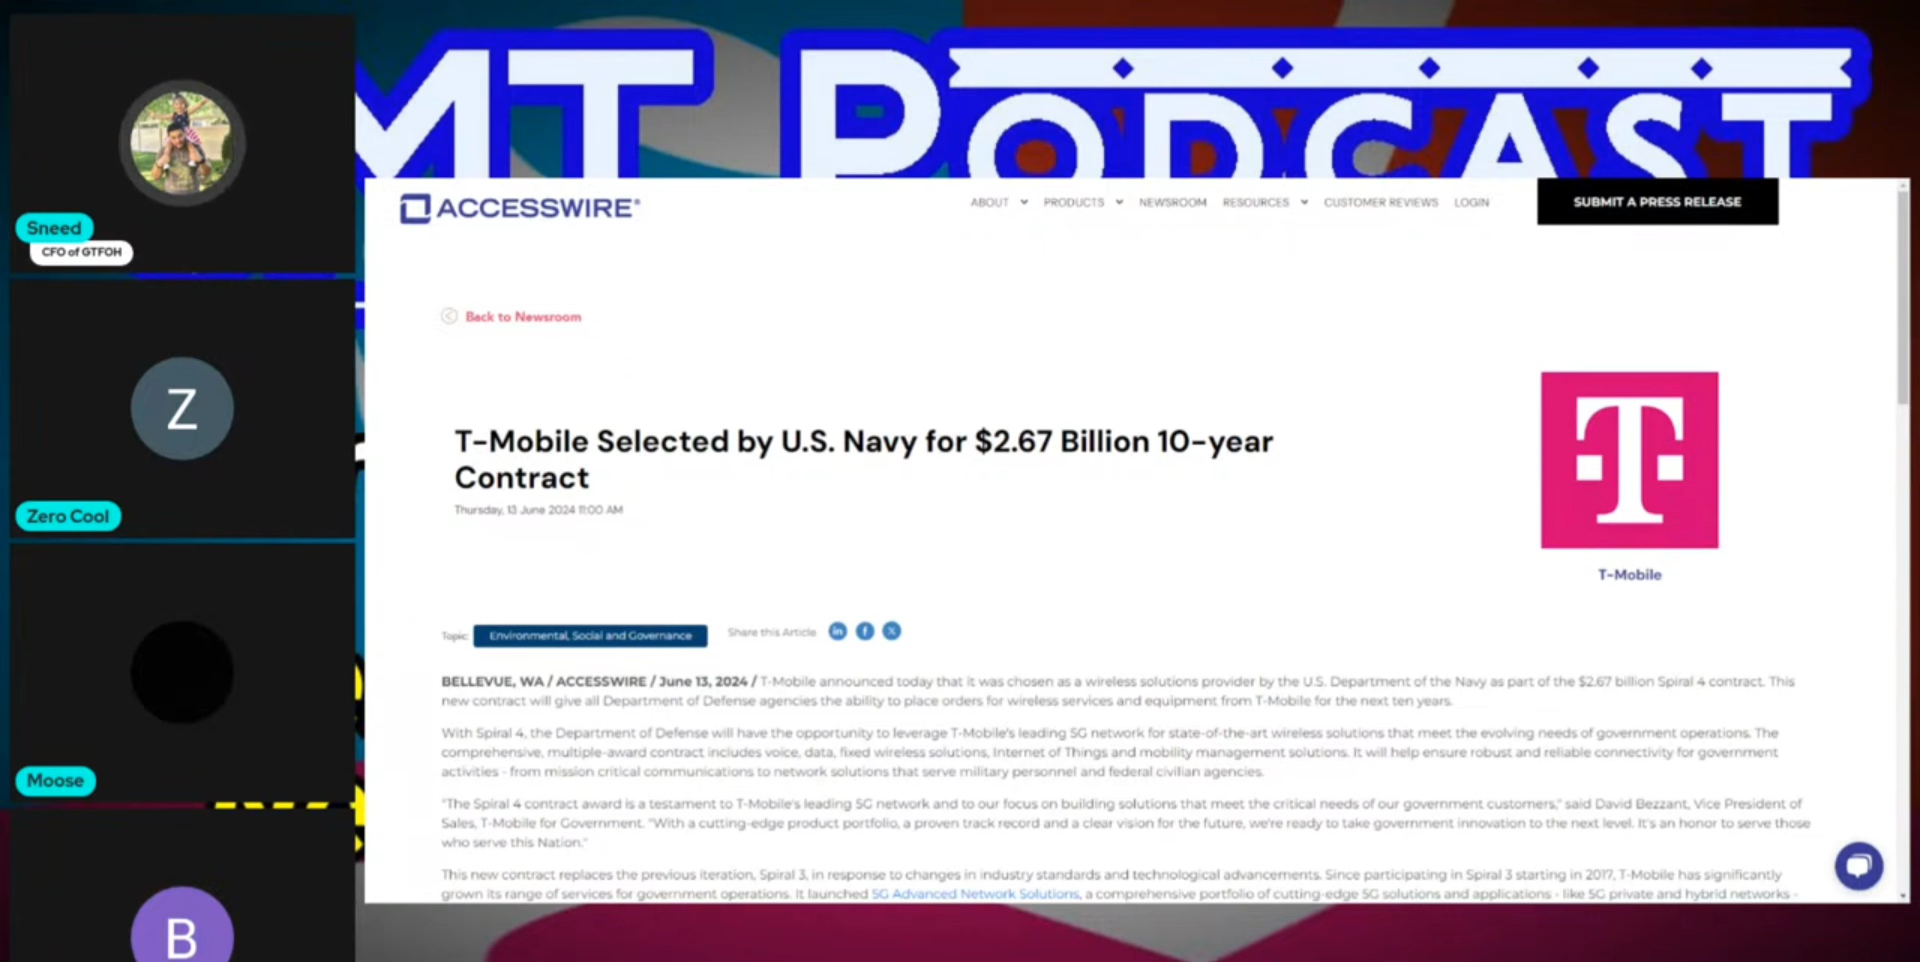 MT PODCAST
Sneed
CFO of GTFOH
Z
Zero Cool
Moose
B
ACCESSWIRE®
ABOUT PRODUCTS NEWSROOM RESOURCES CUSTOMER REVIEWS LOGIN
SUBMIT A PRESS RELEASE
Back to Newsroom
T-Mobile Selected by U.S. Navy for $2.67 Billion 10-year
Contract
Thursday, 13 June 2024 11:00 AM
T
T-Mobile
Topic: Environmental, Social and Governance Share this Article in f X
BELLEVUE, WA / ACCESSWIRE / June 13, 2024 / T-Mobile announced today that it was chosen as a wireless solutions provider by the U.S. Department of the Navy as part of the $2.67 billion Spiral 4 contract. This
new contract will give all Department of Defense agencies the ability to place orders for wireless services and equipment from T-Mobile for the next ten years.
With Spiral 4, the Department of Defense will have the opportunity to leverage T-Mobile's leading 5G network for state-of-the-art wireless solutions that meet the evolving needs of government operations. The
comprehensive, multiple-award contract includes voice, data, fixed wireless solutions, Internet of Things and mobility management solutions. It will help ensure robust and reliable connectivity for government
activities - from mission critical communications to network solutions that serve military personnel and federal civilian agencies.
"The Spiral 4 contract award is a testament to T-Mobile's leading 5G network and to our focus on building solutions that meet the critical needs of our government customers," said David Bezzant, Vice President of
Sales, T-Mobile for Government. "With a cutting-edge product portfolio, a proven track record and a clear vision for the future, we're ready to take government innovation to the next level. It's an honor to serve those
who serve this Nation."
This new contract replaces the previous iteration, Spiral 3, in response to changes in industry standards and technological advancements. Since participating in Spiral 3 starting in 2017, T-Mobile has significantly
grown its range of services for government operations. It launched 5G Advanced Network Solutions, a comprehensive portfolio of cutting-edge 5G solutions and applications - like 5G private and hybrid networks -